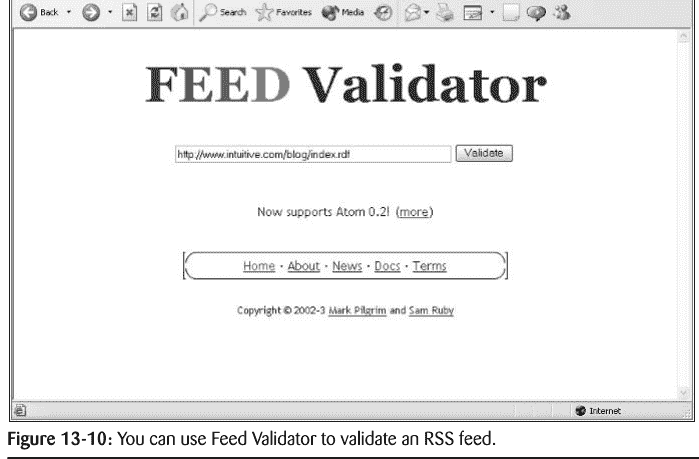 Back Search Favorites Media
FEED Validator
http://www.intuitive.com/blog/index.rdf Validate
Now supports Atom 0.2! (more)
Home · About · News · Docs · Terms
Copyright © 2002-3 Mark Pilgrim and Sam Ruby
Internet
Figure 13-10: You can use Feed Validator to validate an RSS feed.